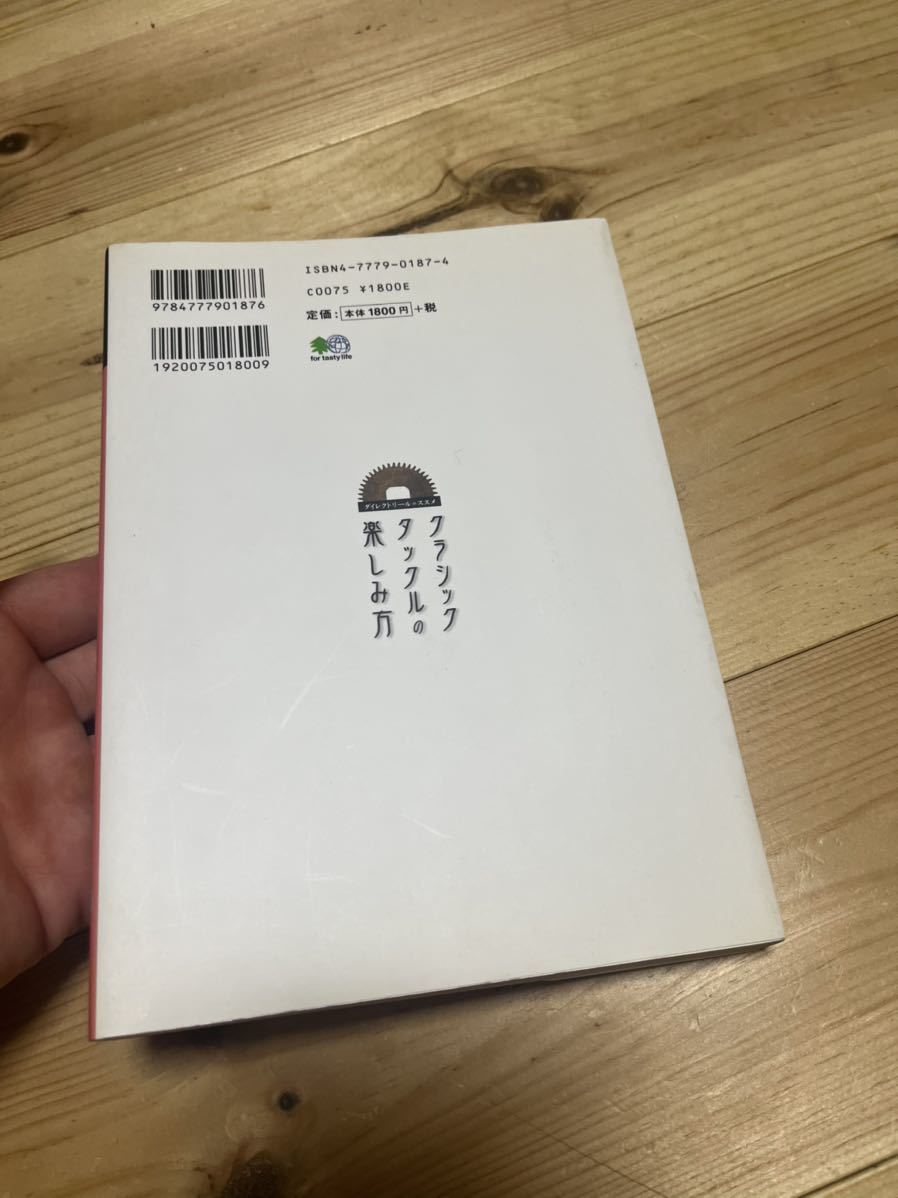 ISBN4-7779-0187-4
C0075 ¥1800E
定価:本体1800円+税
9784777901876
1920075018009
for tasty life
ダイレクトリール＝ススメ
クラシック
タックルの
楽しみ方